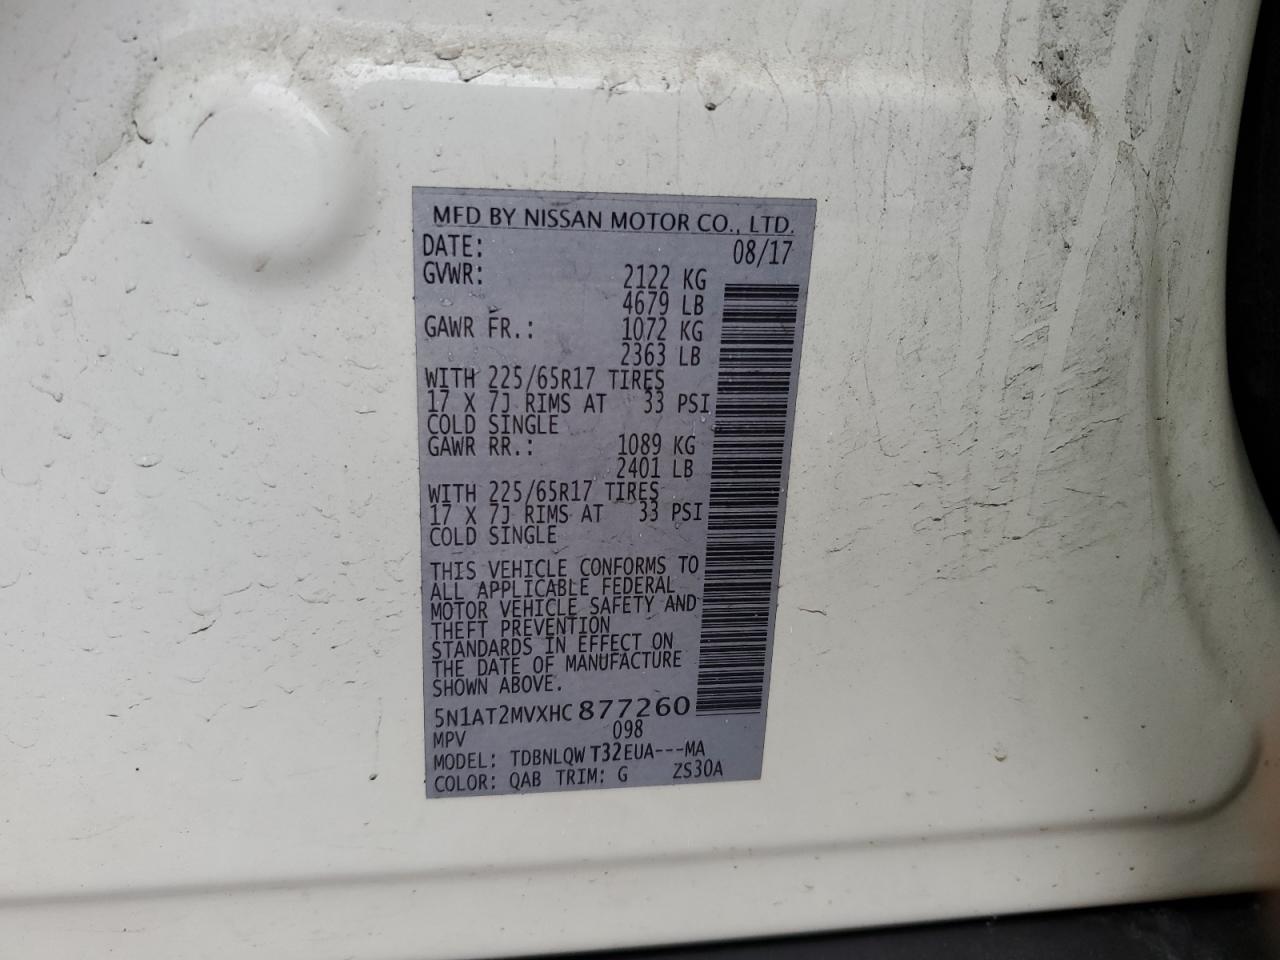 MFD BY NISSAN MOTOR CO., LTD.
DATE: 08/17
GVWR: 2122 KG
4679 LB
GAWR FR.: 1072 KG
2363 LB
WITH 225/65R17 TIRES
17 X 7J RIMS AT 33 PSI
COLD SINGLE
GAWR RR.: 1089 KG
2401 LB
WITH 225/65R17 TIRES
17 X 7J RIMS AT 33 PSI
COLD SINGLE
THIS VEHICLE CONFORMS TO
ALL APPLICABLE FEDERAL
MOTOR VEHICLE SAFETY AND
THEFT PREVENTION
STANDARDS IN EFFECT ON
THE DATE OF MANUFACTURE
SHOWN ABOVE.
5N1AT2MVXHC877260
MPV 098
MODEL: TDBNLQWT32EUA---MA
COLOR: QAB TRIM: G ZS30A